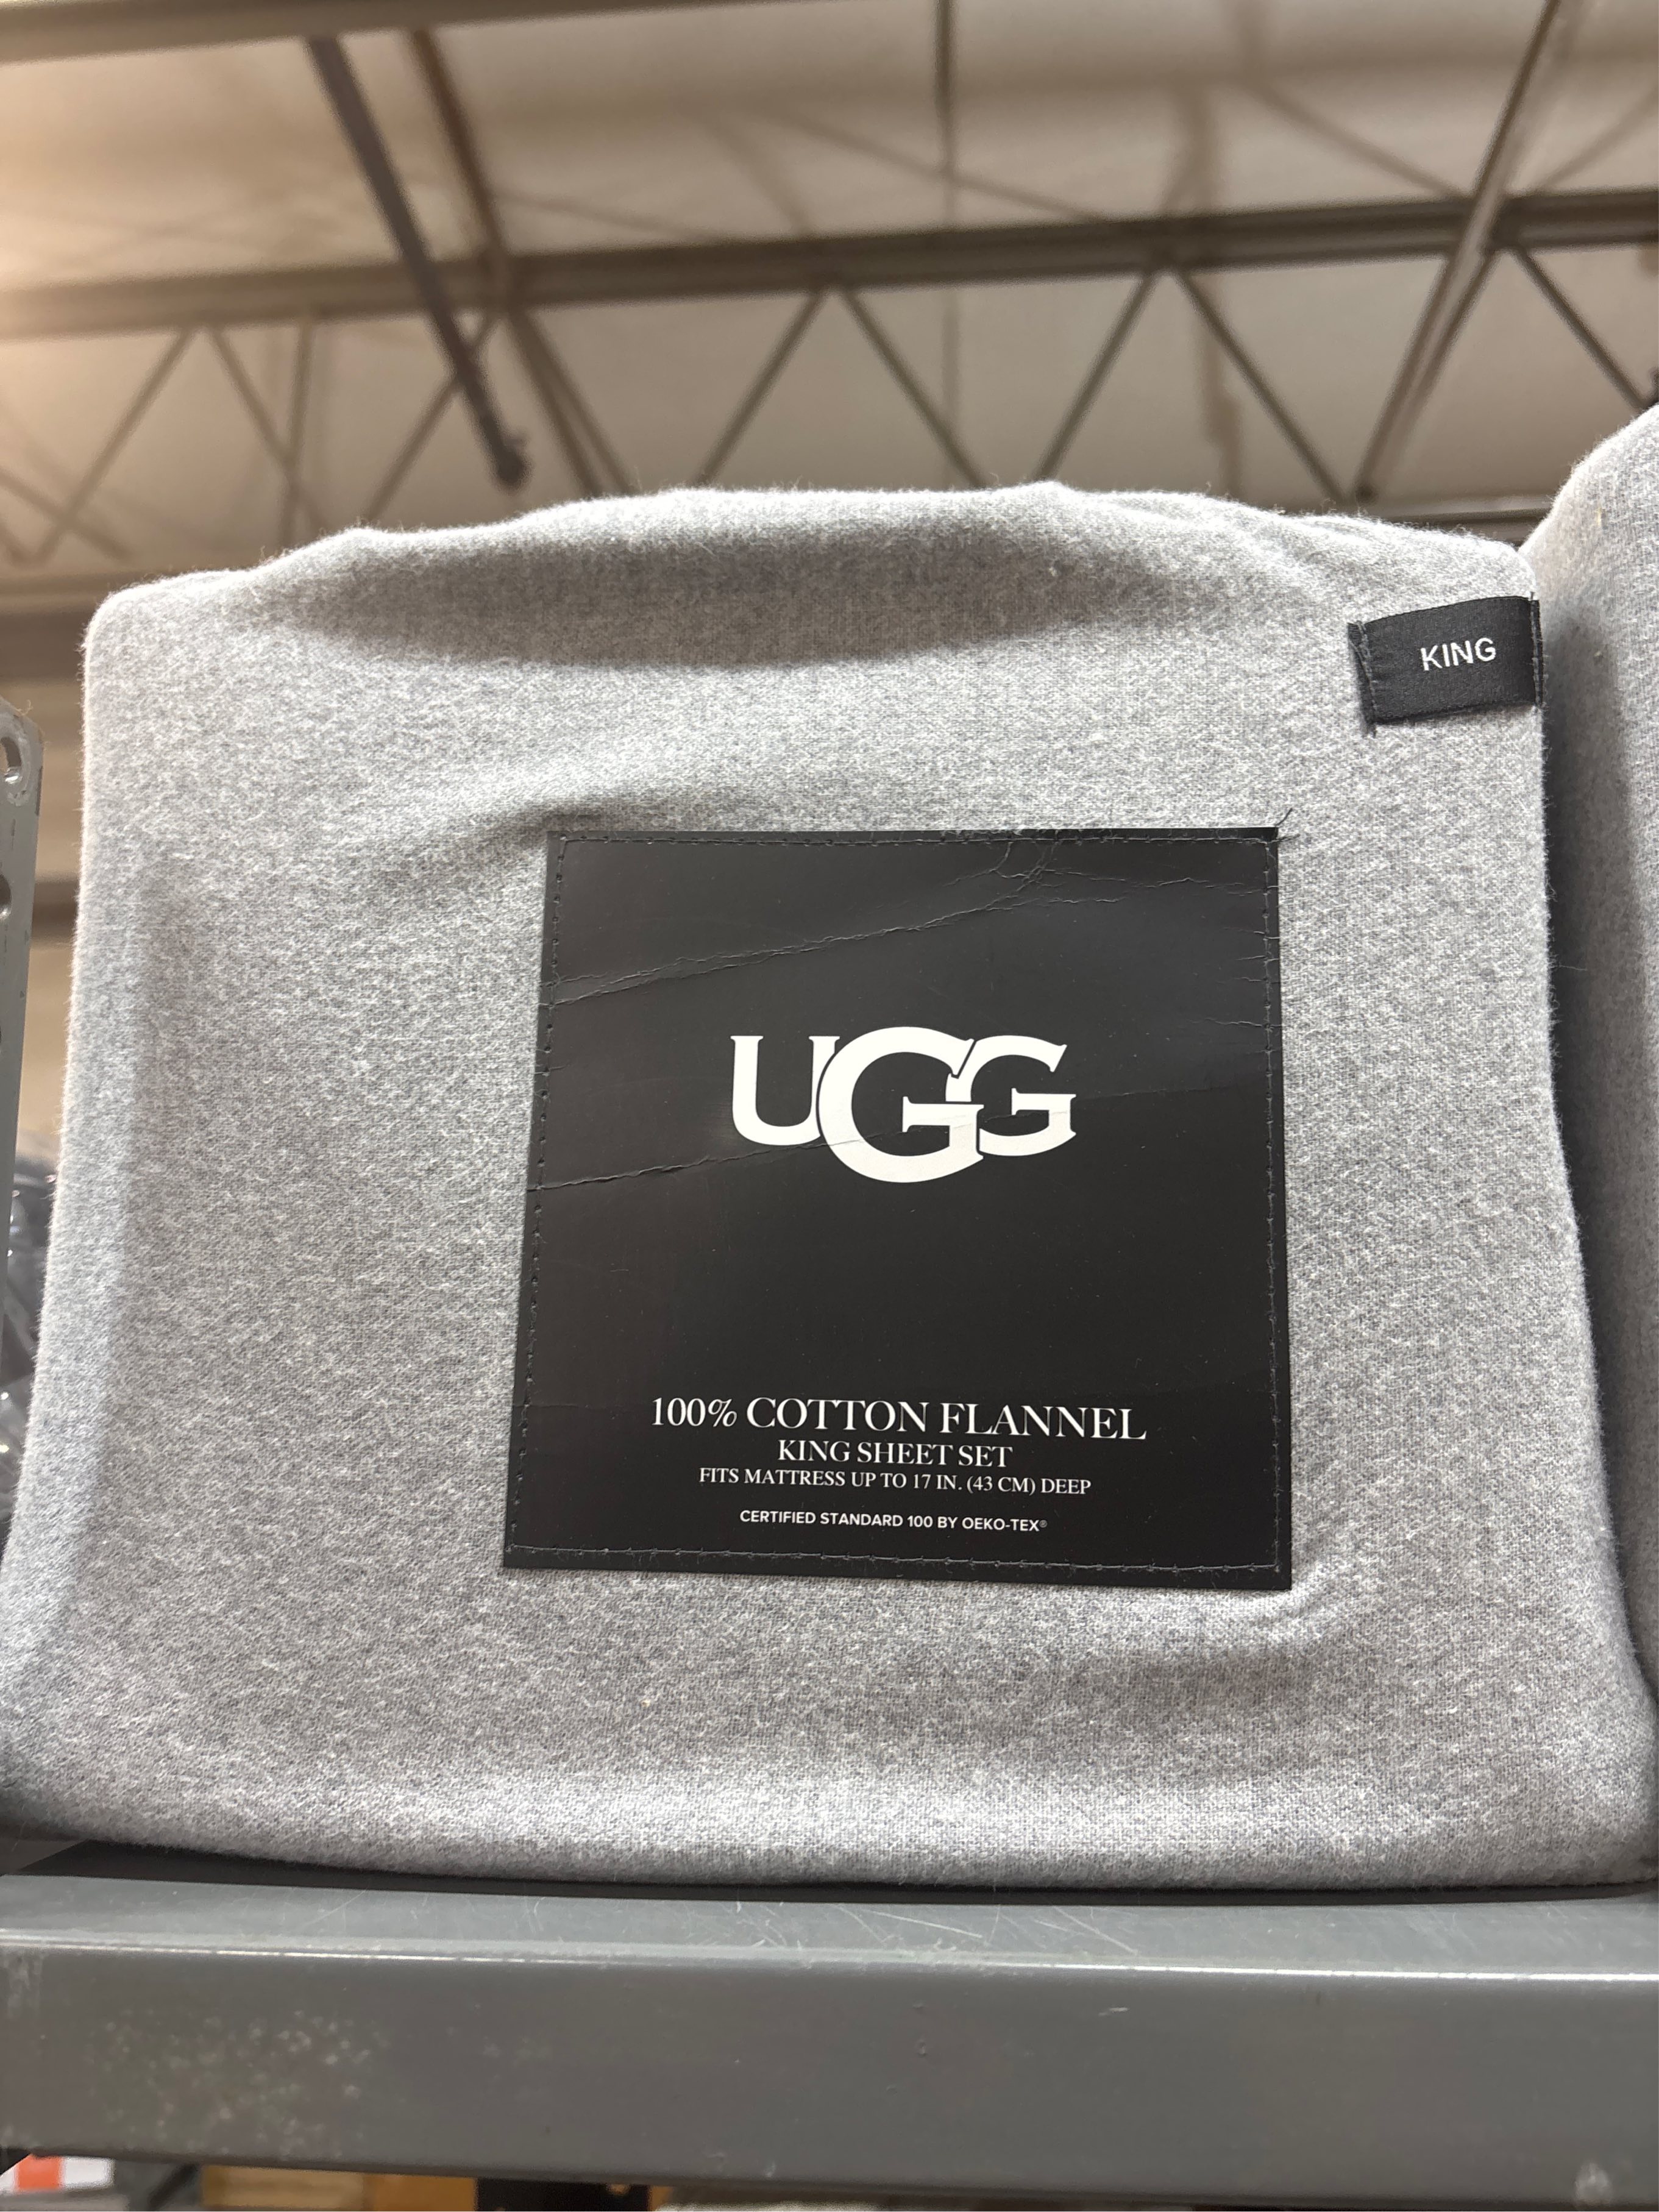 KING
UGG
100% COTTON FLANNEL
KING SHEET SET
FITS MATTRESS UP TO 17 IN. (43 CM) DEEP
CERTIFIED STANDARD 100 BY OEKO-TEX®